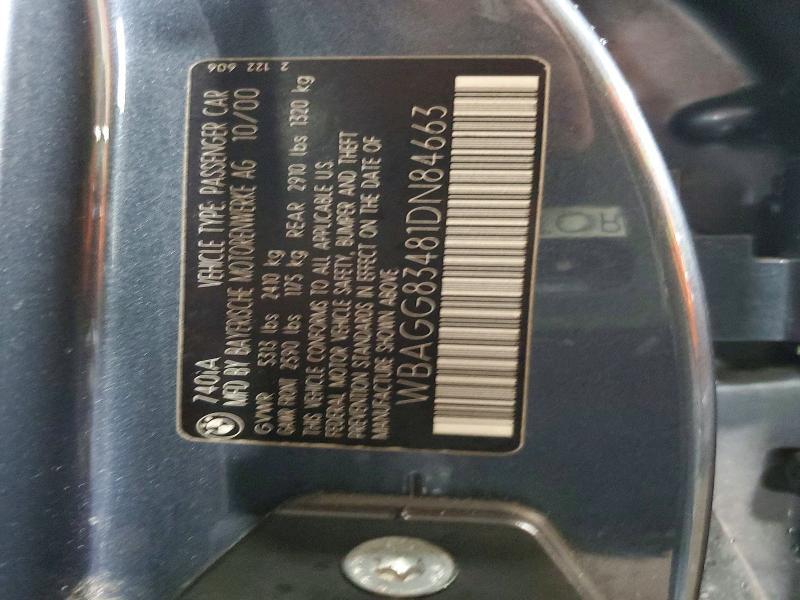 2 122 606
740iA VEHICLE TYPE PASSENGER CAR
MFD BY BAYERISCHE MOTORENWERKE AG 10/00
GVWR 5313 lbs 2410 kg
GAWR FRONT 2590 lbs 1175 kg REAR 2910 lbs 1320 kg
THIS VEHICLE CONFORMS TO ALL APPLICABLE U.S.
FEDERAL MOTOR VEHICLE SAFETY, BUMPER AND THEFT
PREVENTION STANDARDS IN EFFECT ON THE DATE OF
MANUFACTURE SHOWN ABOVE
WBAGG83481DN84663